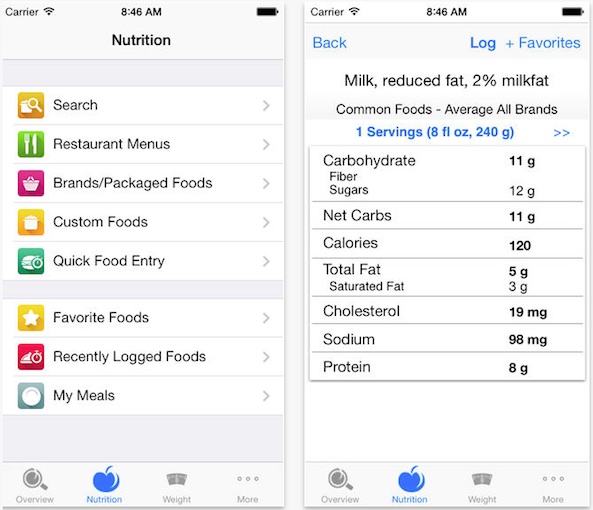 Carrier 8:46 AM
Nutrition
Search
Restaurant Menus
Brands/Packaged Foods
Custom Foods
Quick Food Entry
Favorite Foods
Recently Logged Foods
My Meals
Overview Nutrition Weight More
Carrier 8:46 AM
Back Log + Favorites
Milk, reduced fat, 2% milkfat
Common Foods - Average All Brands
1 Servings (8 fl oz, 240 g) >>
Carbohydrate 11 g
Fiber
Sugars 12 g
Net Carbs 11 g
Calories 120
Total Fat 5 g
Saturated Fat 3 g
Cholesterol 19 mg
Sodium 98 mg
Protein 8 g
Overview Nutrition Weight More